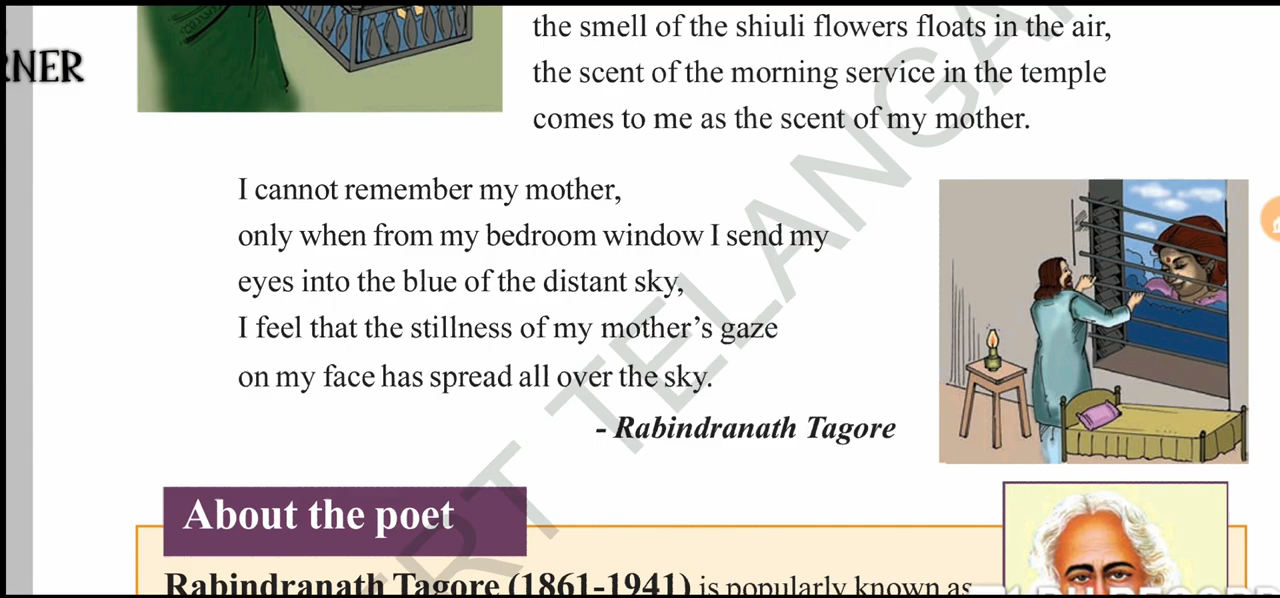 RNER
the smell of the shiuli flowers floats in the air,
the scent of the morning service in the temple
comes to me as the scent of my mother.
I cannot remember my mother,
only when from my bedroom window I send my
eyes into the blue of the distant sky,
I feel that the stillness of my mother's gaze
on my face has spread all over the sky.
- Rabindranath Tagore
About the poet
Rabindranath Tagore (1861-1941) is popularly known as
RT TELANGA